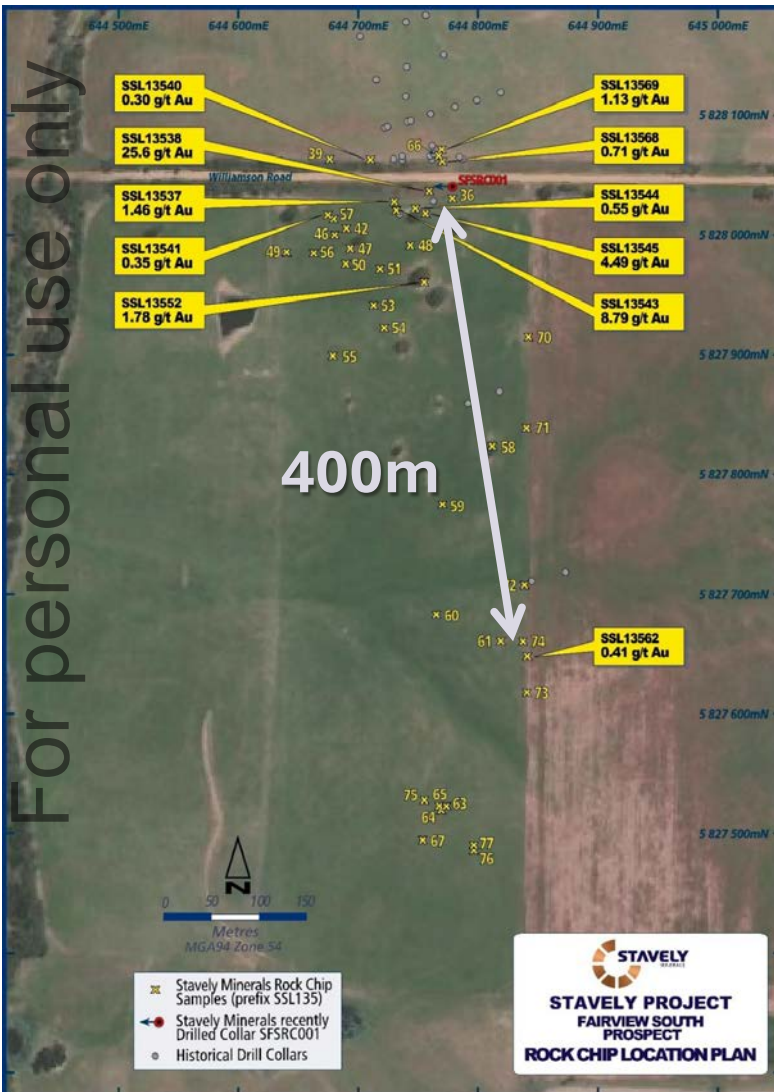 644 500mE
644 600mE
644 700mE
644 800mE
644 900mE
645 000mE
For personal use only
SSL13540
0.30 g/t Au
SSL13569
1.13 g/t Au
5 828 100mN
SSL13538
25.6 g/t Au
39
66
SSL13568
0.71 g/t Au
Williamson Road
SFSRC001
36
SSL13537
1.46 g/t Au
SSL13544
0.55 g/t Au
57
42
46
47
48
49
56
50
51
5 828 000mN
SSL13541
0.35 g/t Au
SSL13545
4.49 g/t Au
SSL13552
1.78 g/t Au
SSL13543
8.79 g/t Au
53
54
55
70
5 827 900mN
71
58
400m
59
5 827 800mN
72
5 827 700mN
60
61
74
SSL13562
0.41 g/t Au
73
5 827 600mN
75
65
63
64
67
77
76
5 827 500mN
N
0 50 100 150
Metres
MGA94 Zone 54
Stavely Minerals Rock Chip
Samples (prefix SSL135)
Stavely Minerals recently
Drilled Collar SFSRC001
Historical Drill Collars
STAVELY
MINERALS
STAVELY PROJECT
FAIRVIEW SOUTH
PROSPECT
ROCK CHIP LOCATION PLAN